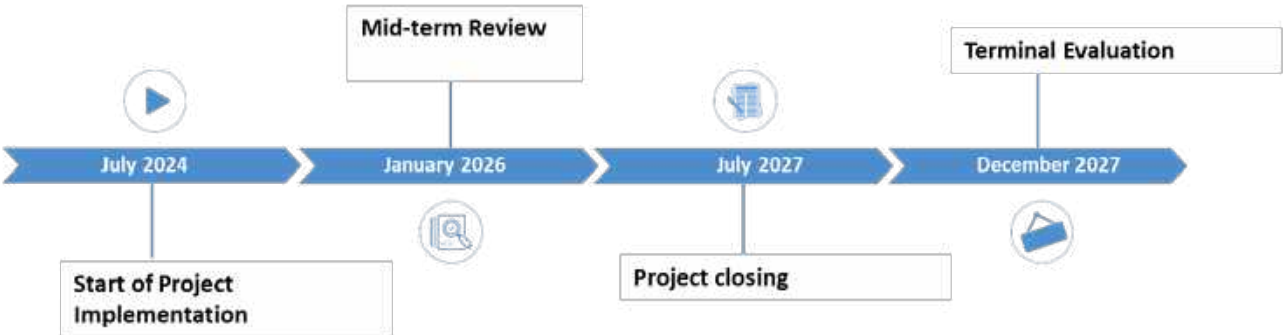 Mid-term Review
Terminal Evaluation
July 2024
January 2026
July 2027
December 2027
Start of Project
Implementation
Project closing